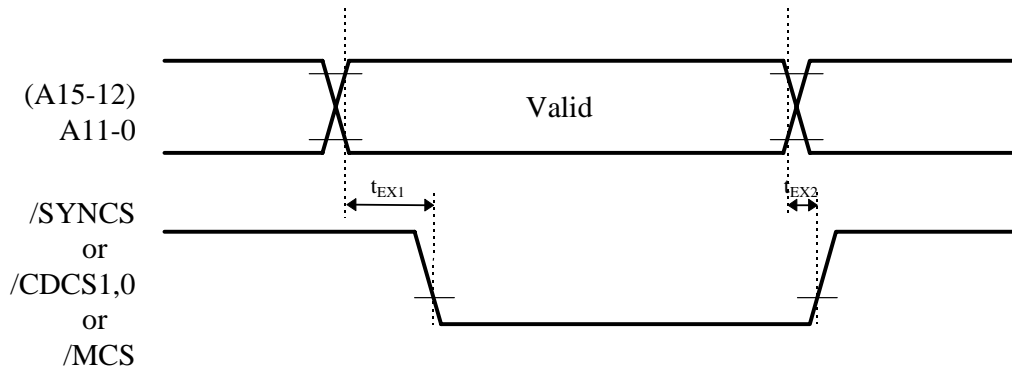 (A15-12)
A11-0
Valid
tEX1
tEX2
/SYNCS
or
/CDCS1,0
or
/MCS